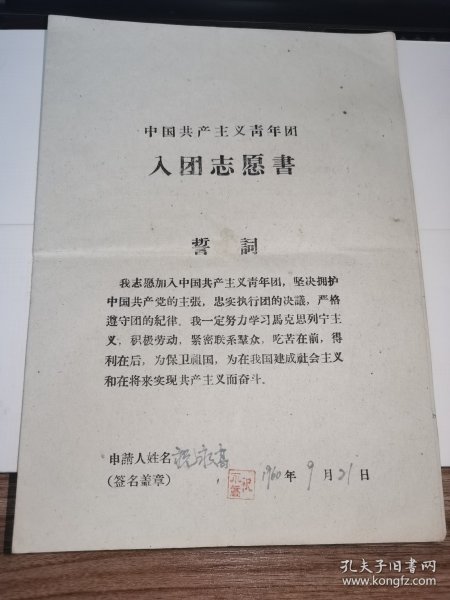 中国共产主义青年团
入团志愿書
誓詞
我志愿加入中国共产主义青年团，坚决拥护
中国共产党的主張，忠实执行团的决議，严格
遵守团的紀律，我一定努力学习馬克思列宁主
义，积极劳动，緊密联系羣众，吃苦在前，得
利在后，为保卫祖国，为在我国建成社会主义
和在将来实现共产主义而奋斗。
申請人姓名 祝永高
(签名盖章) 1960年9月21日
孔夫子旧书网
www.kongfz.com